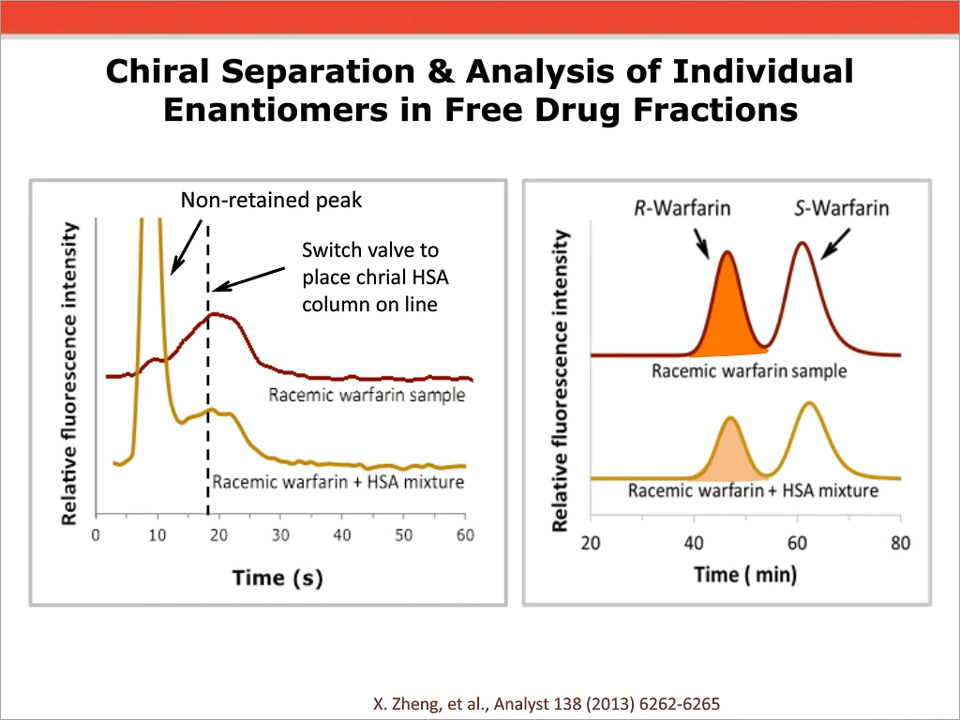 Chiral Separation & Analysis of Individual
Enantiomers in Free Drug Fractions
Non-retained peak
Switch valve to
place chrial HSA
column on line
Relative fluorescence intensity
Racemic warfarin sample
Racemic warfarin + HSA mixture
0 10 20 30 40 50 60
Time (s)
R-Warfarin S-Warfarin
Relative fluorescence intensity
Racemic warfarin sample
Racemic warfarin + HSA mixture
20 40 60 80
Time ( min)
X. Zheng, et al., Analyst 138 (2013) 6262-6265